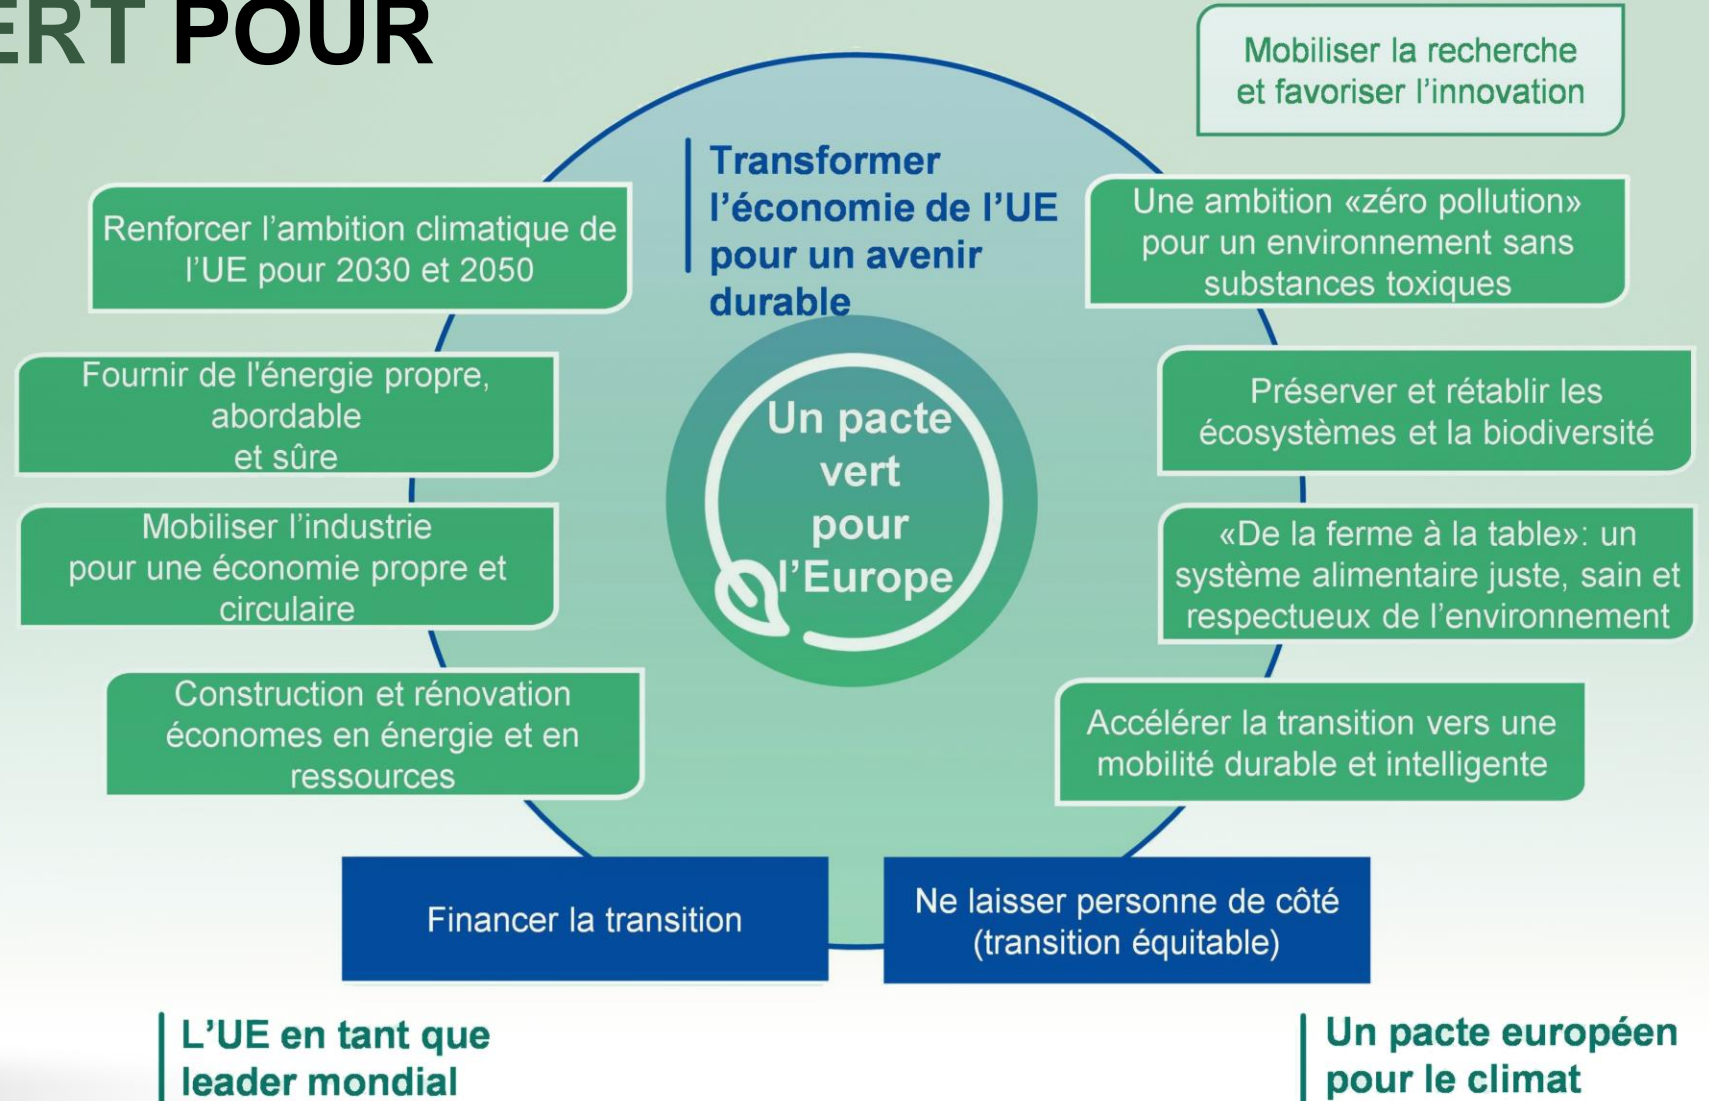 ERT POUR
Mobiliser la recherche
et favoriser l’innovation
Transformer
l’économie de l’UE
pour un avenir
durable
Renforcer l’ambition climatique de
l’UE pour 2030 et 2050
Une ambition «zéro pollution»
pour un environnement sans
substances toxiques
Fournir de l'énergie propre,
abordable
et sûre
Préserver et rétablir les
écosystèmes et la biodiversité
Un pacte
vert
pour
l’Europe
Mobiliser l’industrie
pour une économie propre et
circulaire
«De la ferme à la table»: un
système alimentaire juste, sain et
respectueux de l’environnement
Construction et rénovation
économes en énergie et en
ressources
Accélérer la transition vers une
mobilité durable et intelligente
Financer la transition
Ne laisser personne de côté
(transition équitable)
L’UE en tant que
leader mondial
Un pacte européen
pour le climat